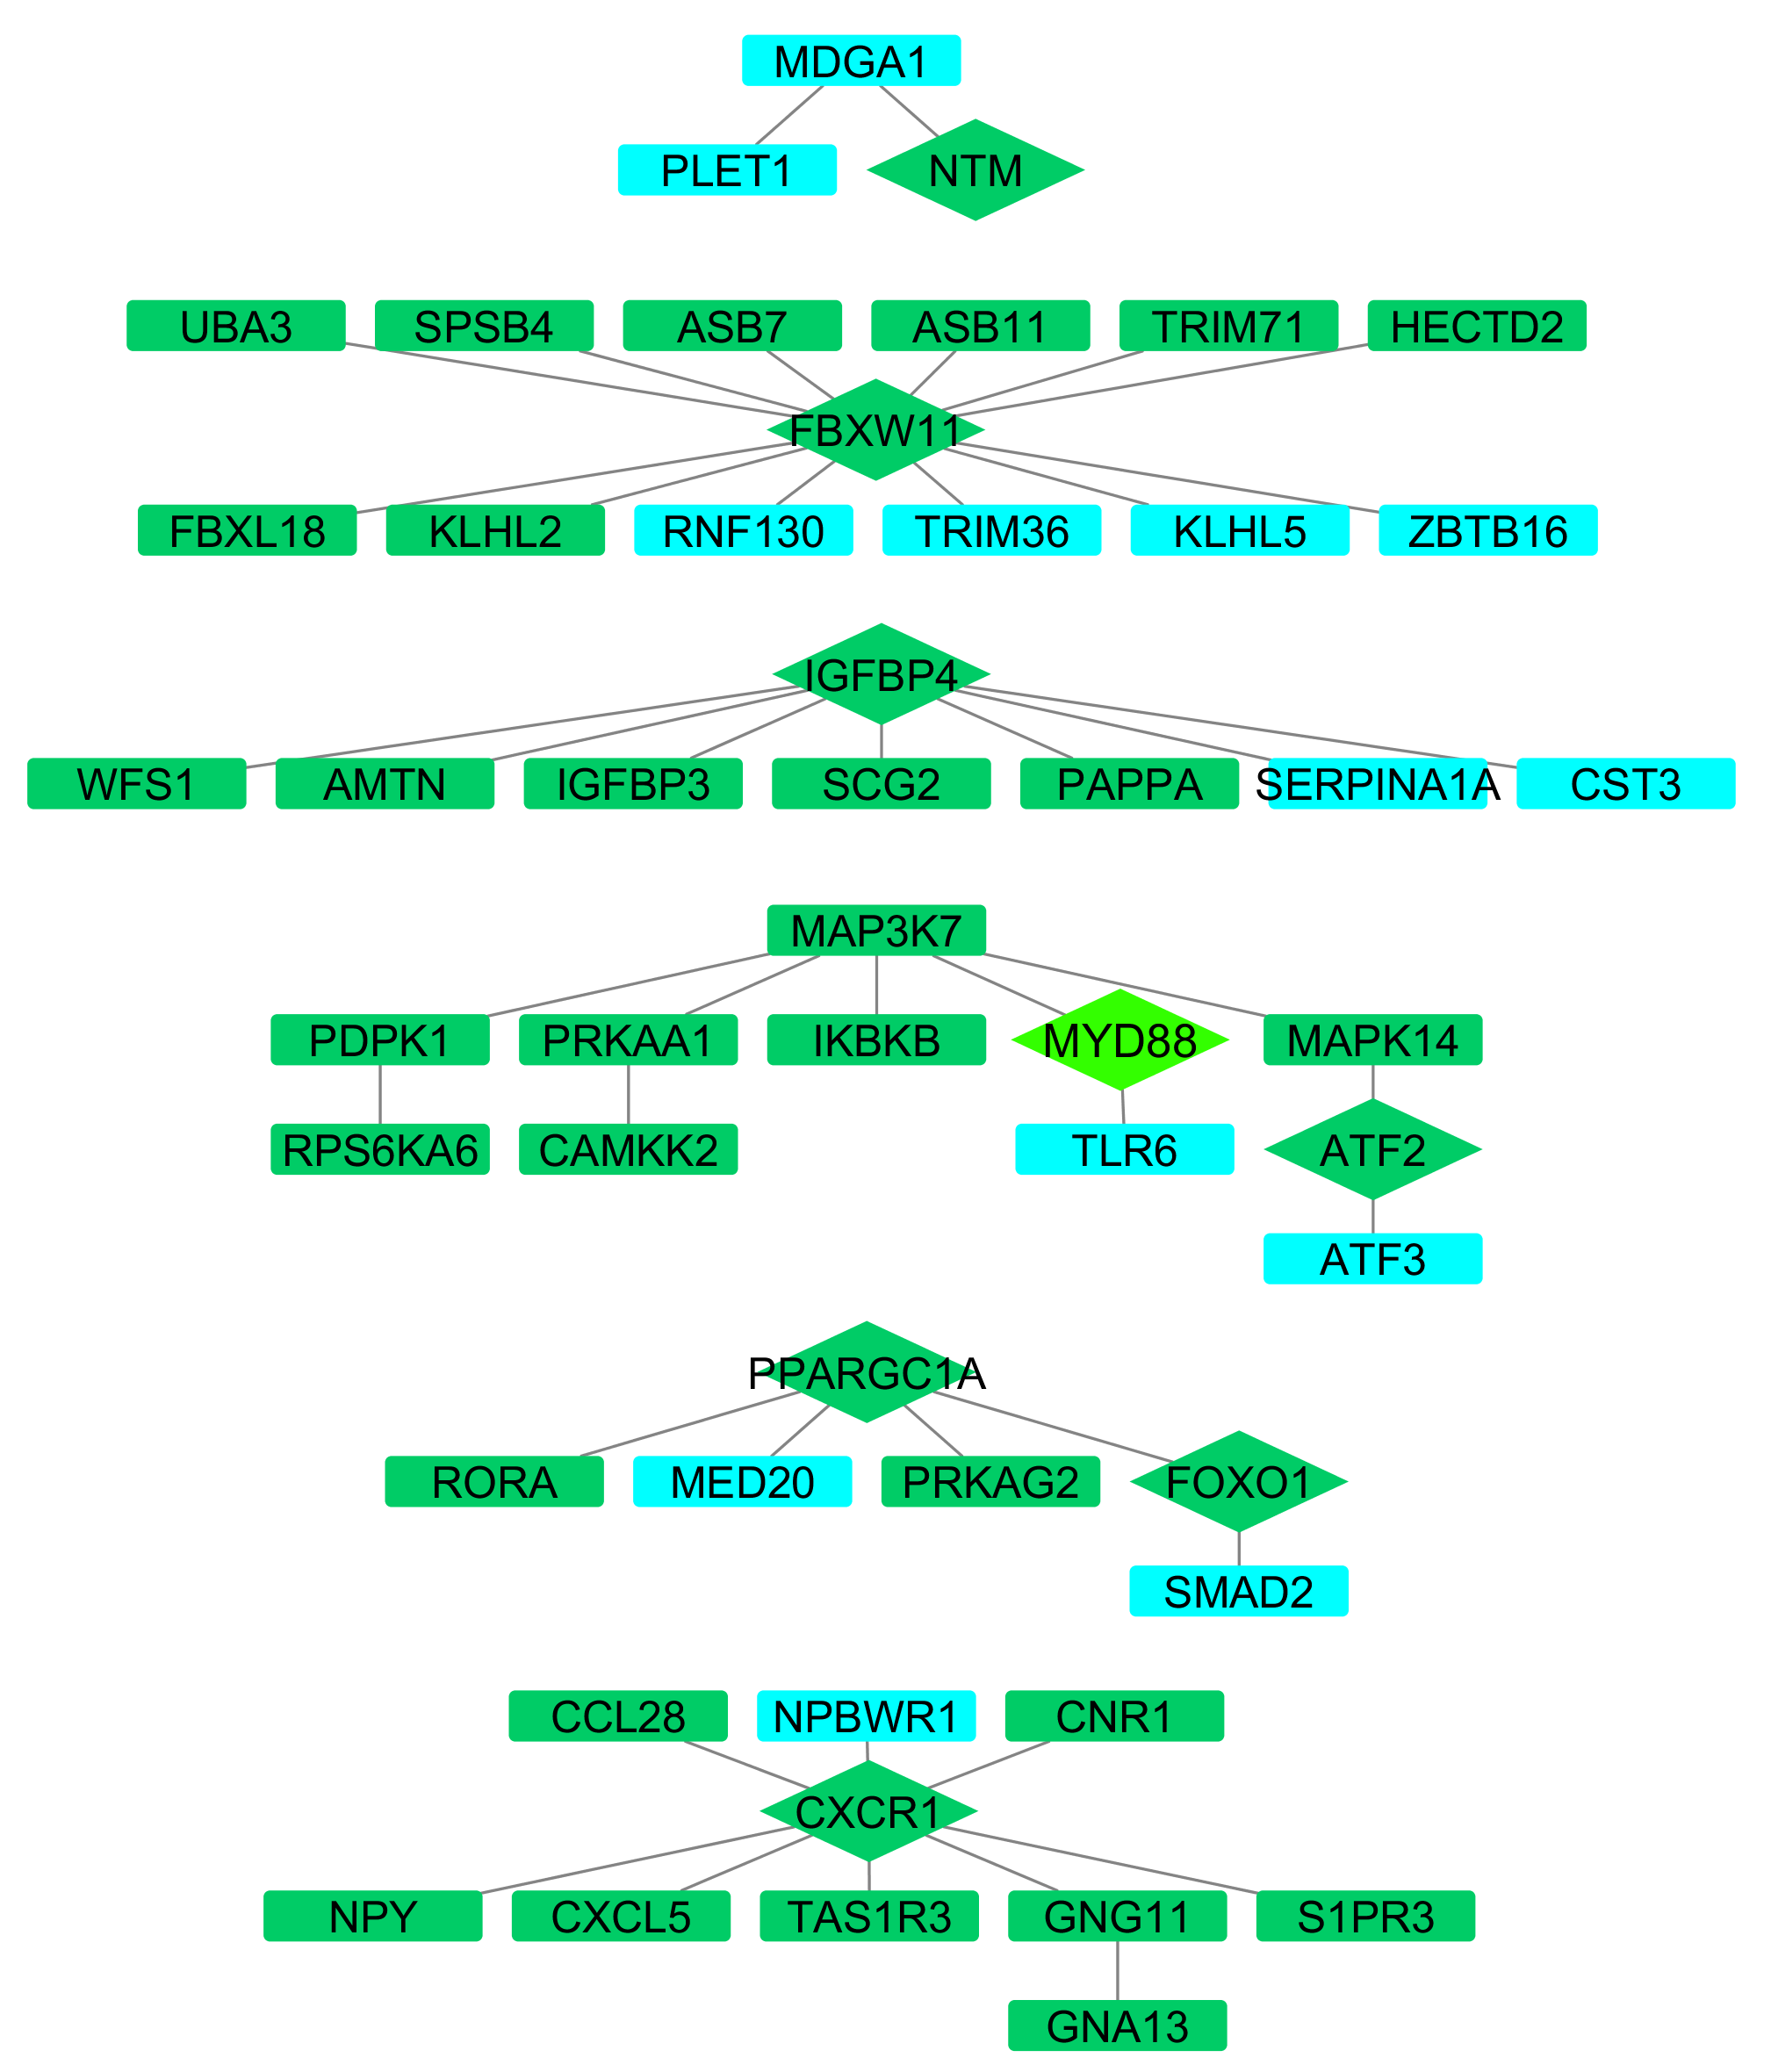 MDGA1
PLET1 NTM
UBA3 SPSB4 ASB7 ASB11 TRIM71 HECTD2
FBXW11
FBXL18 KLHL2 RNF130 TRIM36 KLHL5 ZBTB16
IGFBP4
WFS1 AMTN IGFBP3 SCG2 PAPPA SERPINA1A CST3
MAP3K7
PDPK1 PRKAA1 IKBKB MYD88 MAPK14
RPS6KA6 CAMKK2 TLR6 ATF2
ATF3
PPARGC1A
RORA MED20 PRKAG2 FOXO1
SMAD2
CCL28 NPBWR1 CNR1
CXCR1
NPY CXCL5 TAS1R3 GNG11 S1PR3
GNA13